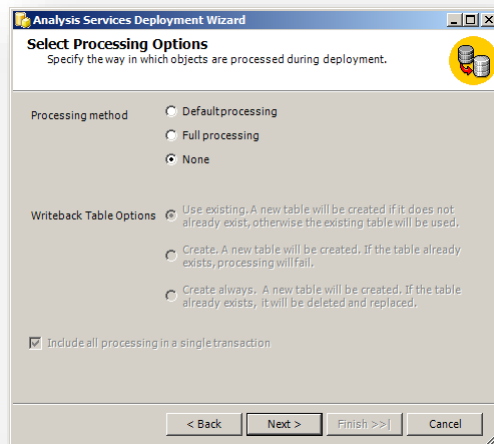 Analysis Services Deployment Wizard
Select Processing Options
Specify the way in which objects are processed during deployment.
Processing method
Default processing
Full processing
None
Writeback Table Options
Use existing. A new table will be created if it does not
already exist, otherwise the existing table will be used.
Create. A new table will be created. If the table already
exists, processing will fail.
Create always. A new table will be created. If the table
already exists, it will be deleted and replaced.
Include all processing in a single transaction
< Back
Next >
Finish >>|
Cancel